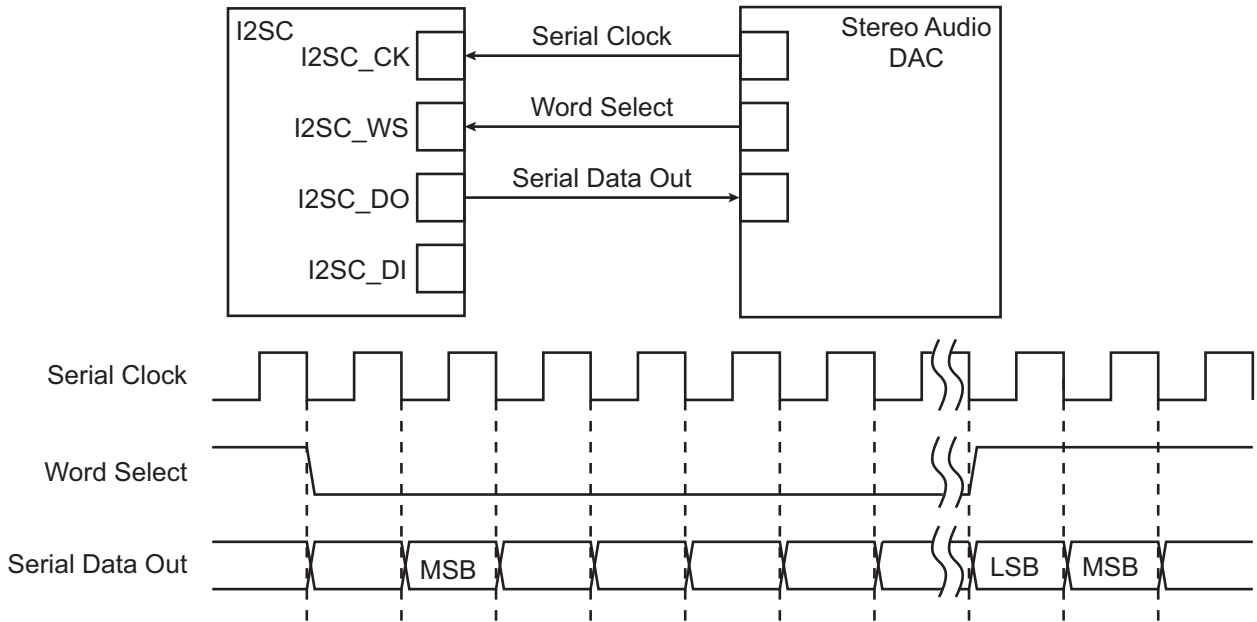 I2SC
Serial Clock
Stereo Audio
DAC
I2SC_CK
Word Select
I2SC_WS
Serial Data Out
I2SC_DO
I2SC_DI
Serial Clock
Word Select
Serial Data Out
MSB
LSB
MSB